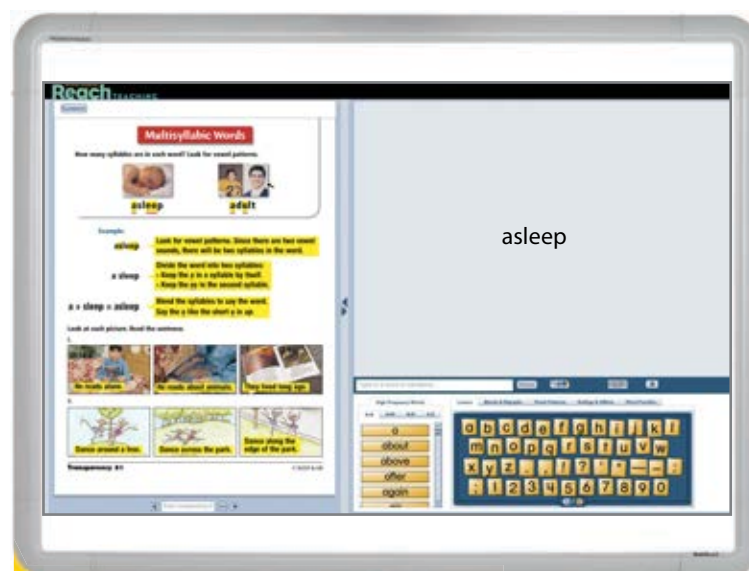 Reach TEACHING
Multisyllabic Words
How many syllables are in each word? Look for vowel patterns.
asleep
adult
Example:
asleep
Look for vowel patterns. Since there are two vowel
sounds, there will be two syllables in the word.
a sleep
Divide the word into two syllables:
• Keep the a in a syllable by itself.
• Keep the ee in the second syllable.
a + sleep = asleep
Blend the syllables to say the word.
Say the a like the short u in up.
Look at each picture. Read the sentence.
1.
He reads alone.
He reads about animals.
They lived long ago.
2.
Dance around a tree.
Dance across the park.
Dance along the
edge of the park.
Transparency 81
asleep
High Frequency Words
a
about
above
after
again
Letters
a b c d e f g h i j k l
m n o p q r s t u v w
x y z . , ! ? ' " — - :
; 1 2 3 4 5 6 7 8 9 0